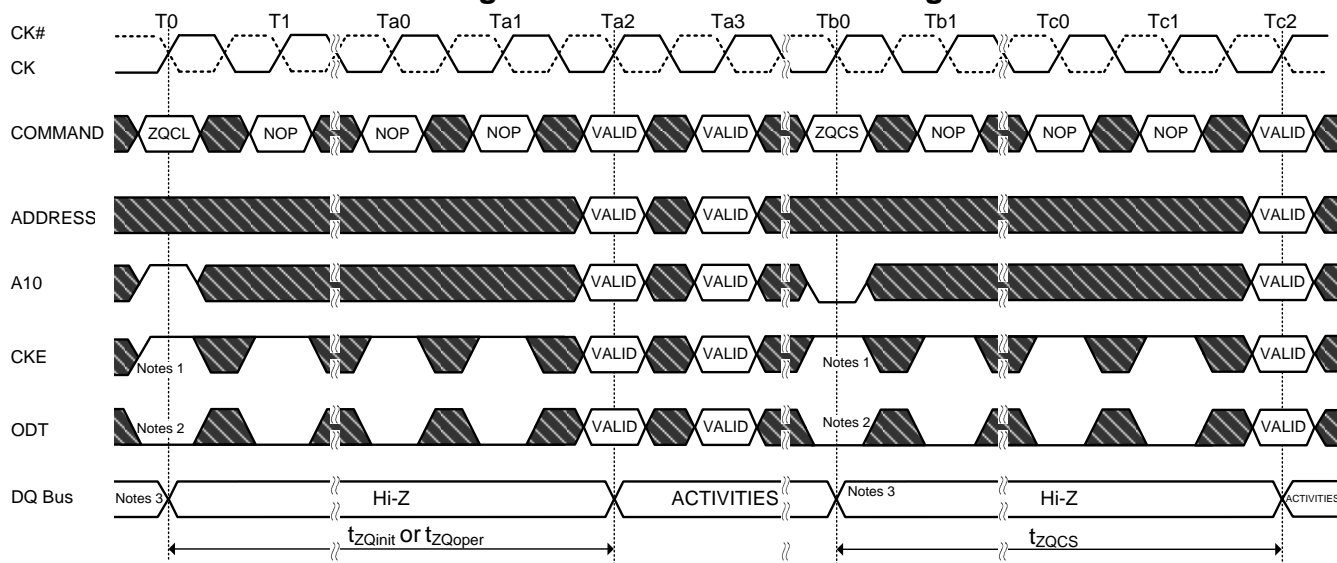 T0 T1 Ta0 Ta1 Ta2 Ta3 Tb0 Tb1 Tc0 Tc1 Tc2
CK#
CK
COMMAND ZQCL NOP NOP NOP VALID VALID ZQCS NOP NOP NOP VALID
ADDRESS VALID VALID VALID
A10 VALID VALID VALID
CKE Notes 1 VALID VALID Notes 1 VALID
ODT Notes 2 VALID VALID Notes 2 VALID
DQ Bus Notes 3 Hi-Z ACTIVITIES Notes 3 Hi-Z ACTIVITIES
tZQinit or tZQoper tZQCS